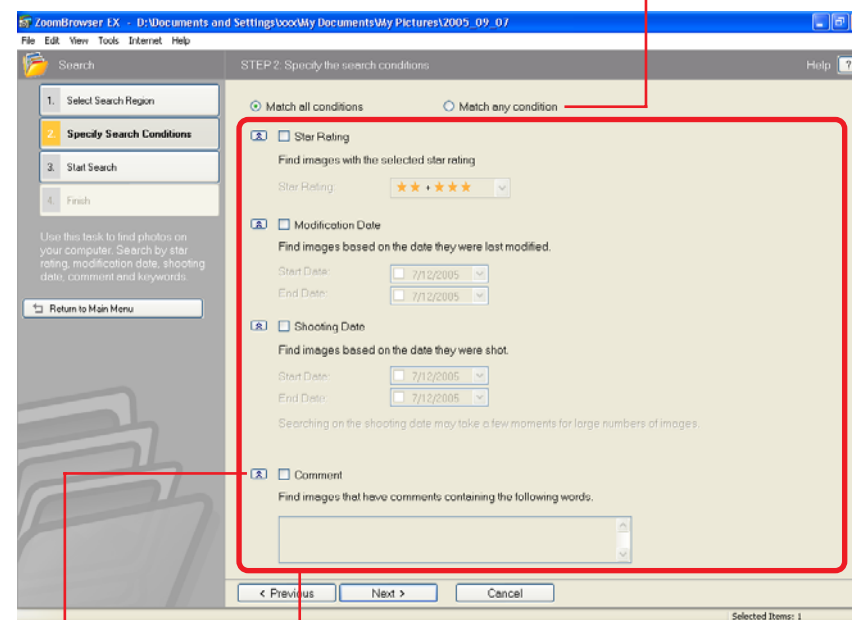 ZoomBrowser EX - D:\Documents and Settings\xxx\My Documents\My Pictures\2005_09_07
File Edit View Tools Internet Help
Search
STEP 2: Specify the search conditions
Help ?
1. Select Search Region
2. Specify Search Conditions
3. Start Search
4. Finish
Use this task to find photos on
your computer. Search by star
rating, modification date, shooting
date, comment and keywords.
Return to Main Menu
Match all conditions Match any condition
Star Rating
Find images with the selected star rating
Star Rating: ★★ + ★★★
Modification Date
Find images based on the date they were last modified.
Start Date: 7/12/2005
End Date: 7/12/2005
Shooting Date
Find images based on the date they were shot.
Start Date: 7/12/2005
End Date: 7/12/2005
Searching on the shooting date may take a few moments for large numbers of images.
Comment
Find images that have comments containing the following words.
< Previous Next > Cancel
Selected Items: 1